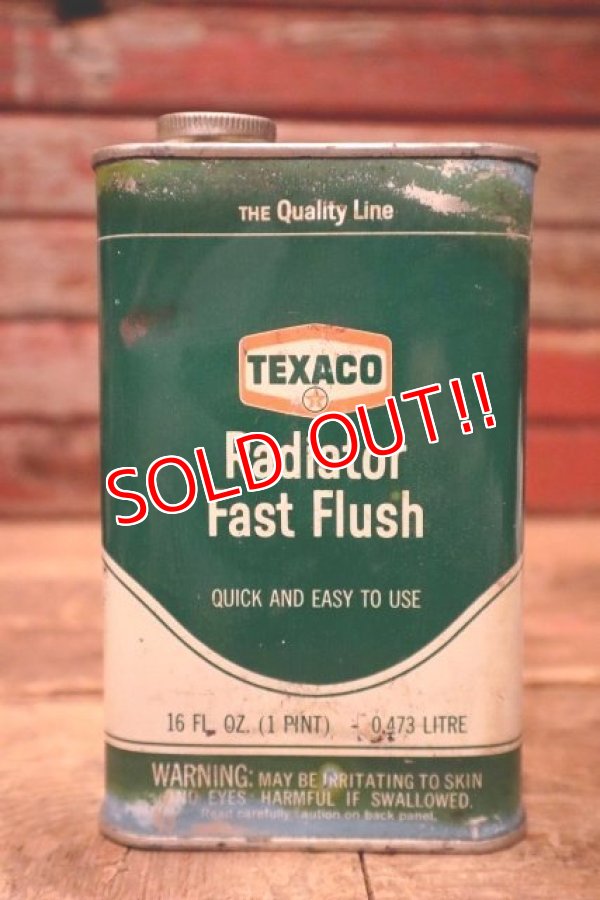 THE Quality Line
TEXACO
SOLD OUT!!
Radiator
Fast Flush
QUICK AND EASY TO USE
16 FL. OZ. (1 PINT) - 0.473 LITRE
WARNING: MAY BE IRRITATING TO SKIN
AND EYES HARMFUL IF SWALLOWED.
Read carefully caution on back panel.